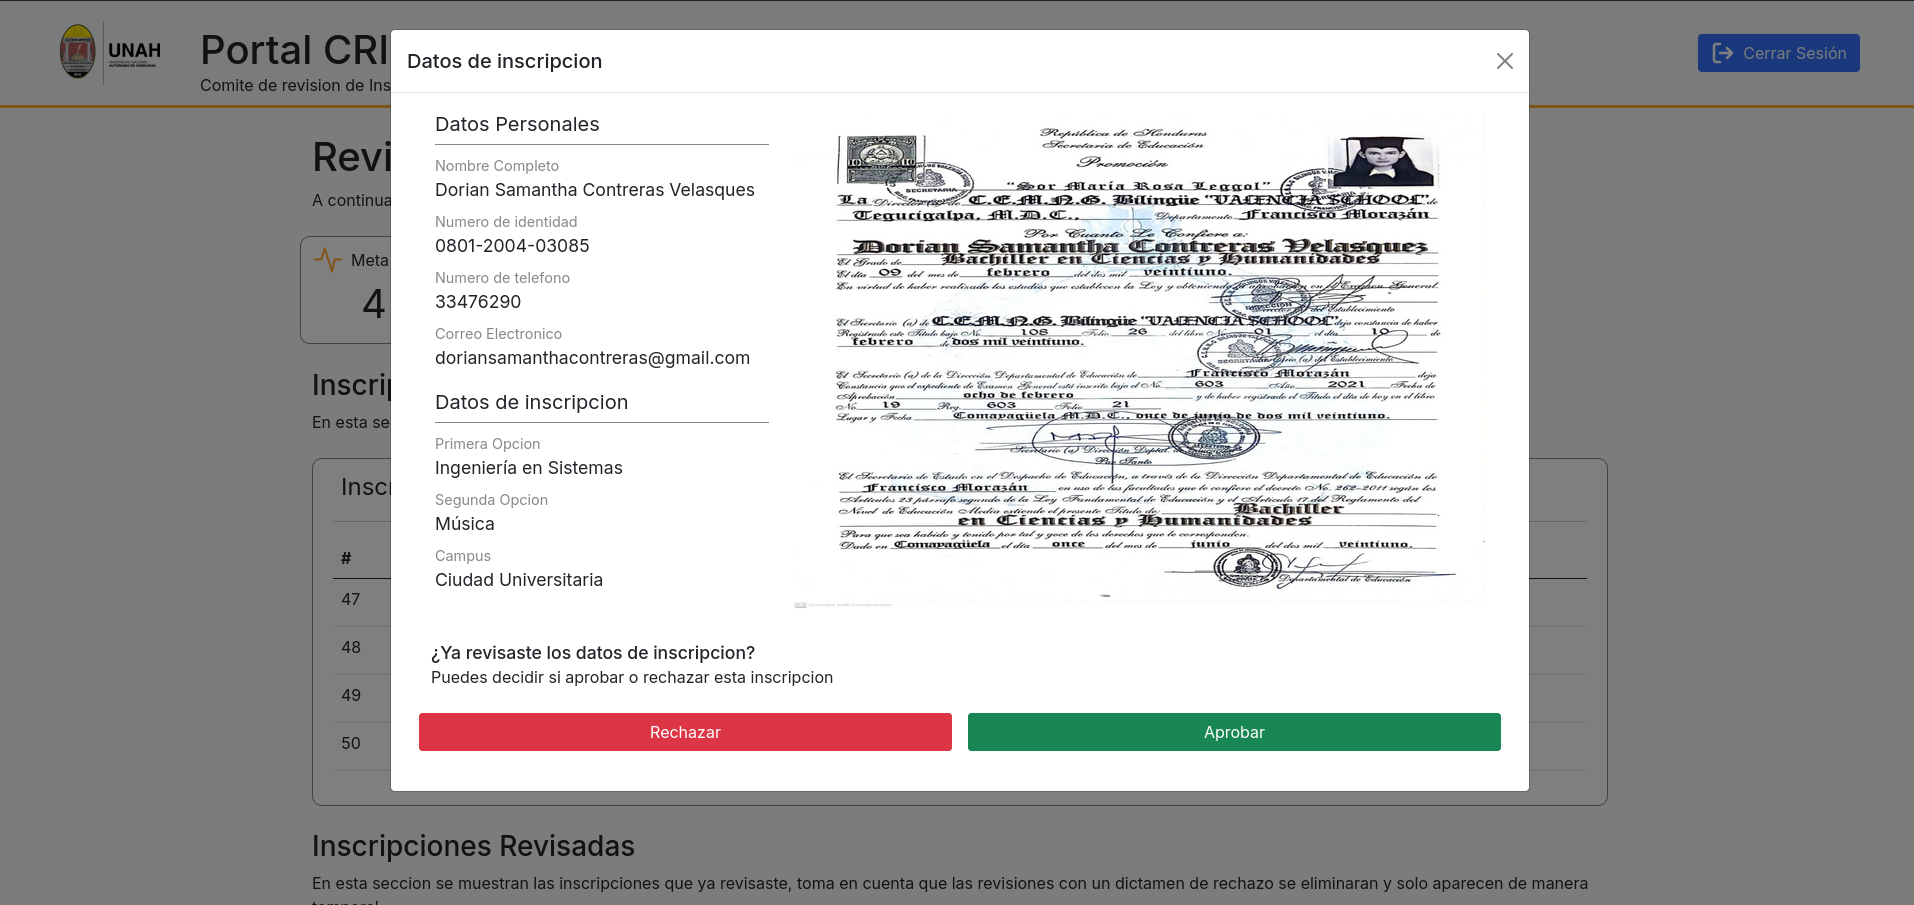 UNAH
Portal CRI
Comite de revision de Ins
Cerrar Sesión
Revi
A continua
Meta
4
Inscrip
En esta se
Inscr
#
47
48
49
50
Inscripciones Revisadas
En esta seccion se muestran las inscripciones que ya revisaste, toma en cuenta que las revisiones con un dictamen de rechazo se eliminaran y solo aparecen de manera
temporal
Datos de inscripcion
Datos Personales
Nombre Completo
Dorian Samantha Contreras Velasques
Numero de identidad
0801-2004-03085
Numero de telefono
33476290
Correo Electronico
doriansamanthacontreras@gmail.com
Datos de inscripcion
Primera Opcion
Ingeniería en Sistemas
Segunda Opcion
Música
Campus
Ciudad Universitaria
República de Honduras
Secretaria de Educación
Promoción
"Sor María Rosa Leggol"
La Dirección del C.E.M.N.G. Bilingüe "VALENCIA SCHOOL"
Tegucigalpa, M.D.C., Departamento Francisco Morazán
Por Cuanto Le Confiere a:
Dorian Samantha Contreras Velasquez
El Grado de Bachiller en Ciencias y Humanidades
El día 09 del mes de febrero del dos mil veintiuno.
En virtud de haber realizado los estudios que establecen la Ley y obteniendo aprobación en Examen General.
DIRECCION
Establecimiento
El Secretario (a) de C.E.M.N.G. Bilingüe "VALENCIA SCHOOL" deja constancia de haber
Registrado este Título bajo No. 108 Folio 26 del libro No. 01 el día 10 de
febrero de dos mil veintiuno.
Secretario (a) del Establecimiento
El Secretario (a) de la Dirección Departamental de Educación de Francisco Morazán deja
Constancia que el expediente de Examen General está inscrito bajo el No. 603 Año 2021 Fecha de
Aprobación ocho de febrero y de haber registrado el Título el día de hoy en el libro
No. 19 Reg. 603 Folio 21
Lugar y Fecha Comayagüela M.D.C., once de junio de dos mil veintiuno.
Secretario (a) Dirección Dptal. de
Por Tanto
El Secretario de Estado en el Despacho de Educación, a través de la Dirección Departamental de Educación de
Francisco Morazán en uso de las facultades que le confiere el decreto No. 262-2011 según los
Artículos 23 párrafo segundo de la Ley Fundamental de Educación y el Artículo 17 del Reglamento del
Nivel de Educación Media extiende el presente Título de: Bachiller
en Ciencias y Humanidades
Para que sea habido y tenido por tal y goce de los derechos que le corresponden.
Dado en Comayagüela el día once del mes de junio del dos mil veintiuno.
Departamental de Educación
¿Ya revisaste los datos de inscripcion?
Puedes decidir si aprobar o rechazar esta inscripcion
Rechazar
Aprobar